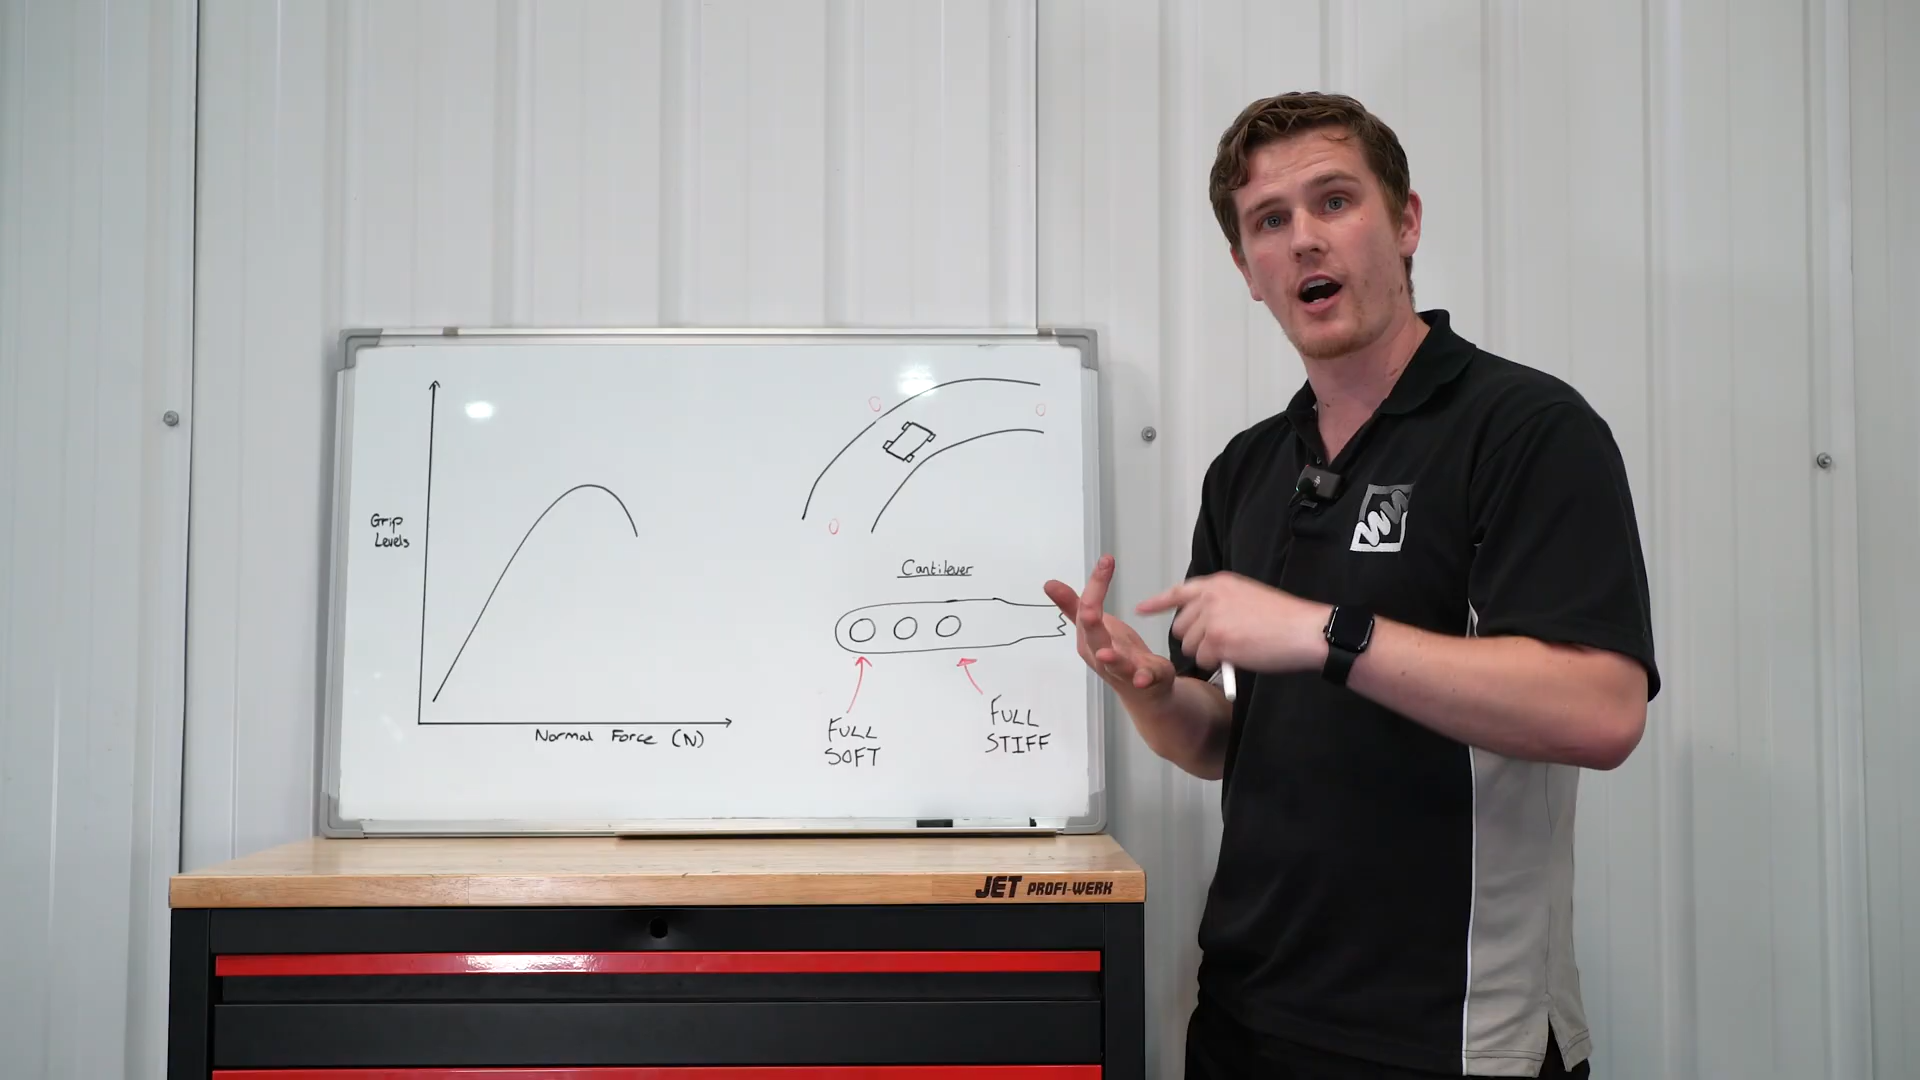 Grip
Levels
Normal Force (N)
Cantilever
FULL
SOFT
FULL
STIFF
JET PROFI-WERK